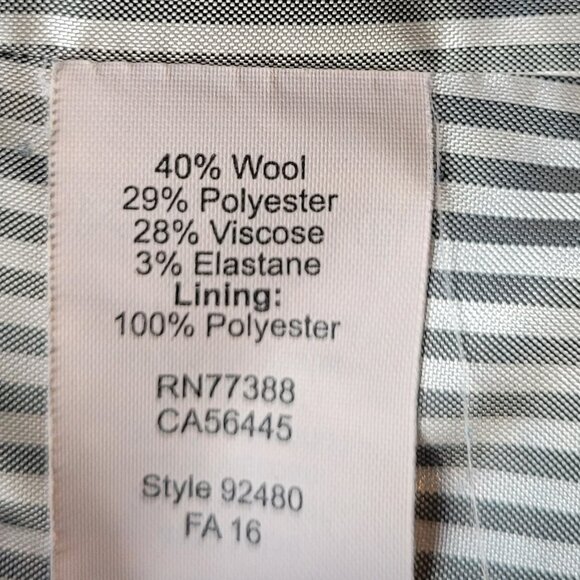 40% Wool
29% Polyester
28% Viscose
3% Elastane
Lining:
100% Polyester
RN77388
CA56445
Style 92480
FA 16